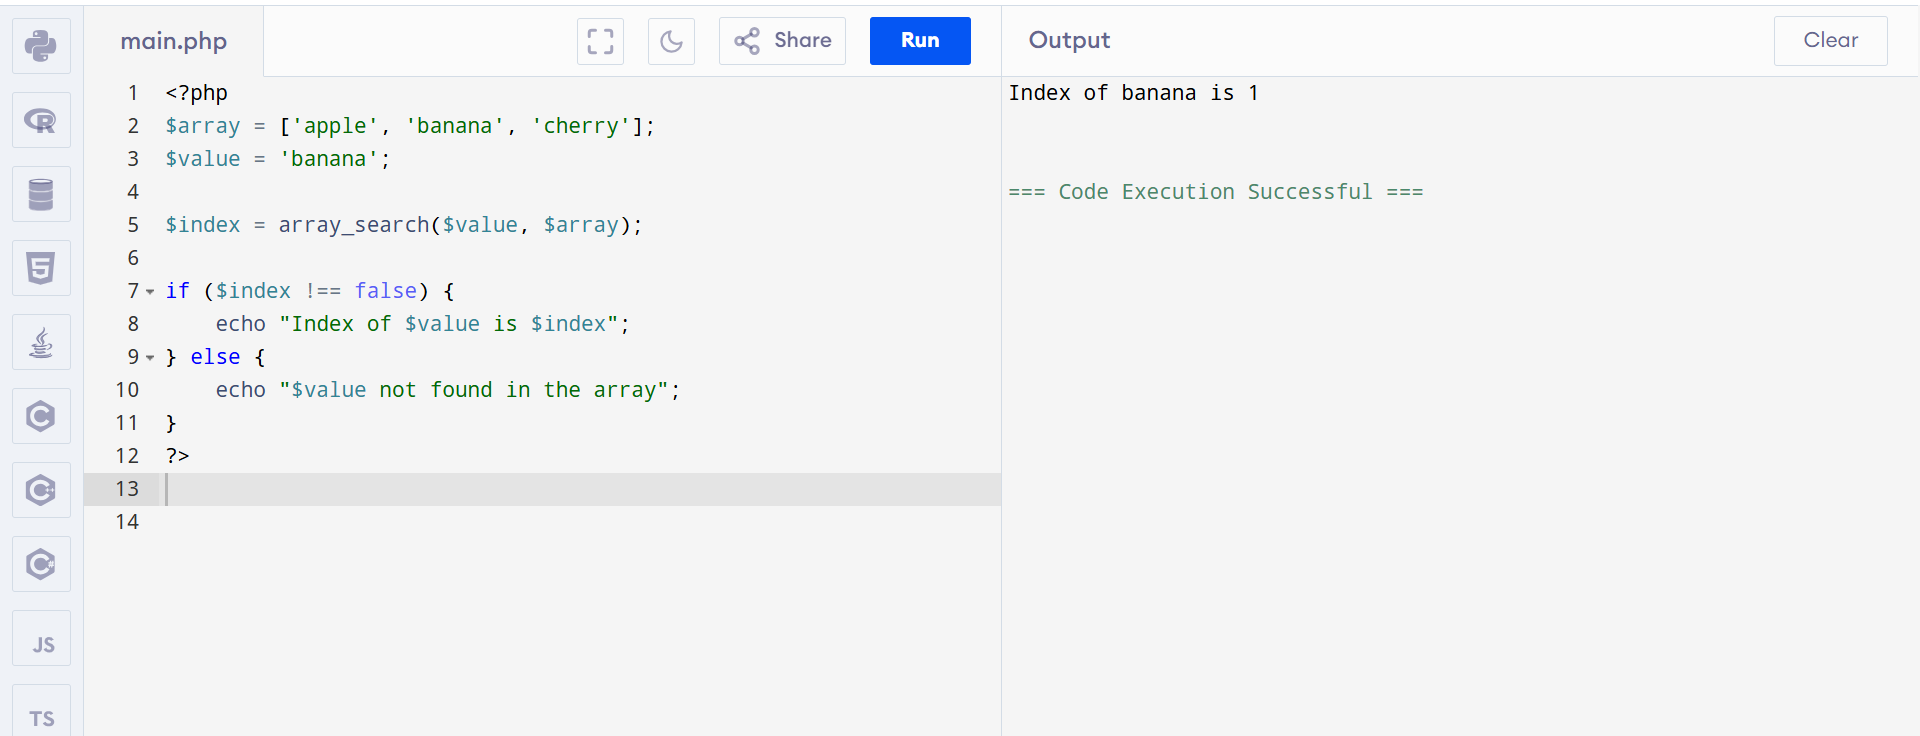 main.php
Share
Run
Output
Clear
1 <?php
2 $array = ['apple', 'banana', 'cherry'];
3 $value = 'banana';
4
5 $index = array_search($value, $array);
6
7 if ($index !== false) {
8     echo "Index of $value is $index";
9 } else {
10     echo "$value not found in the array";
11 }
12 ?>
13
14
Index of banana is 1
=== Code Execution Successful ===
R
5
C
C++
C#
JS
TS